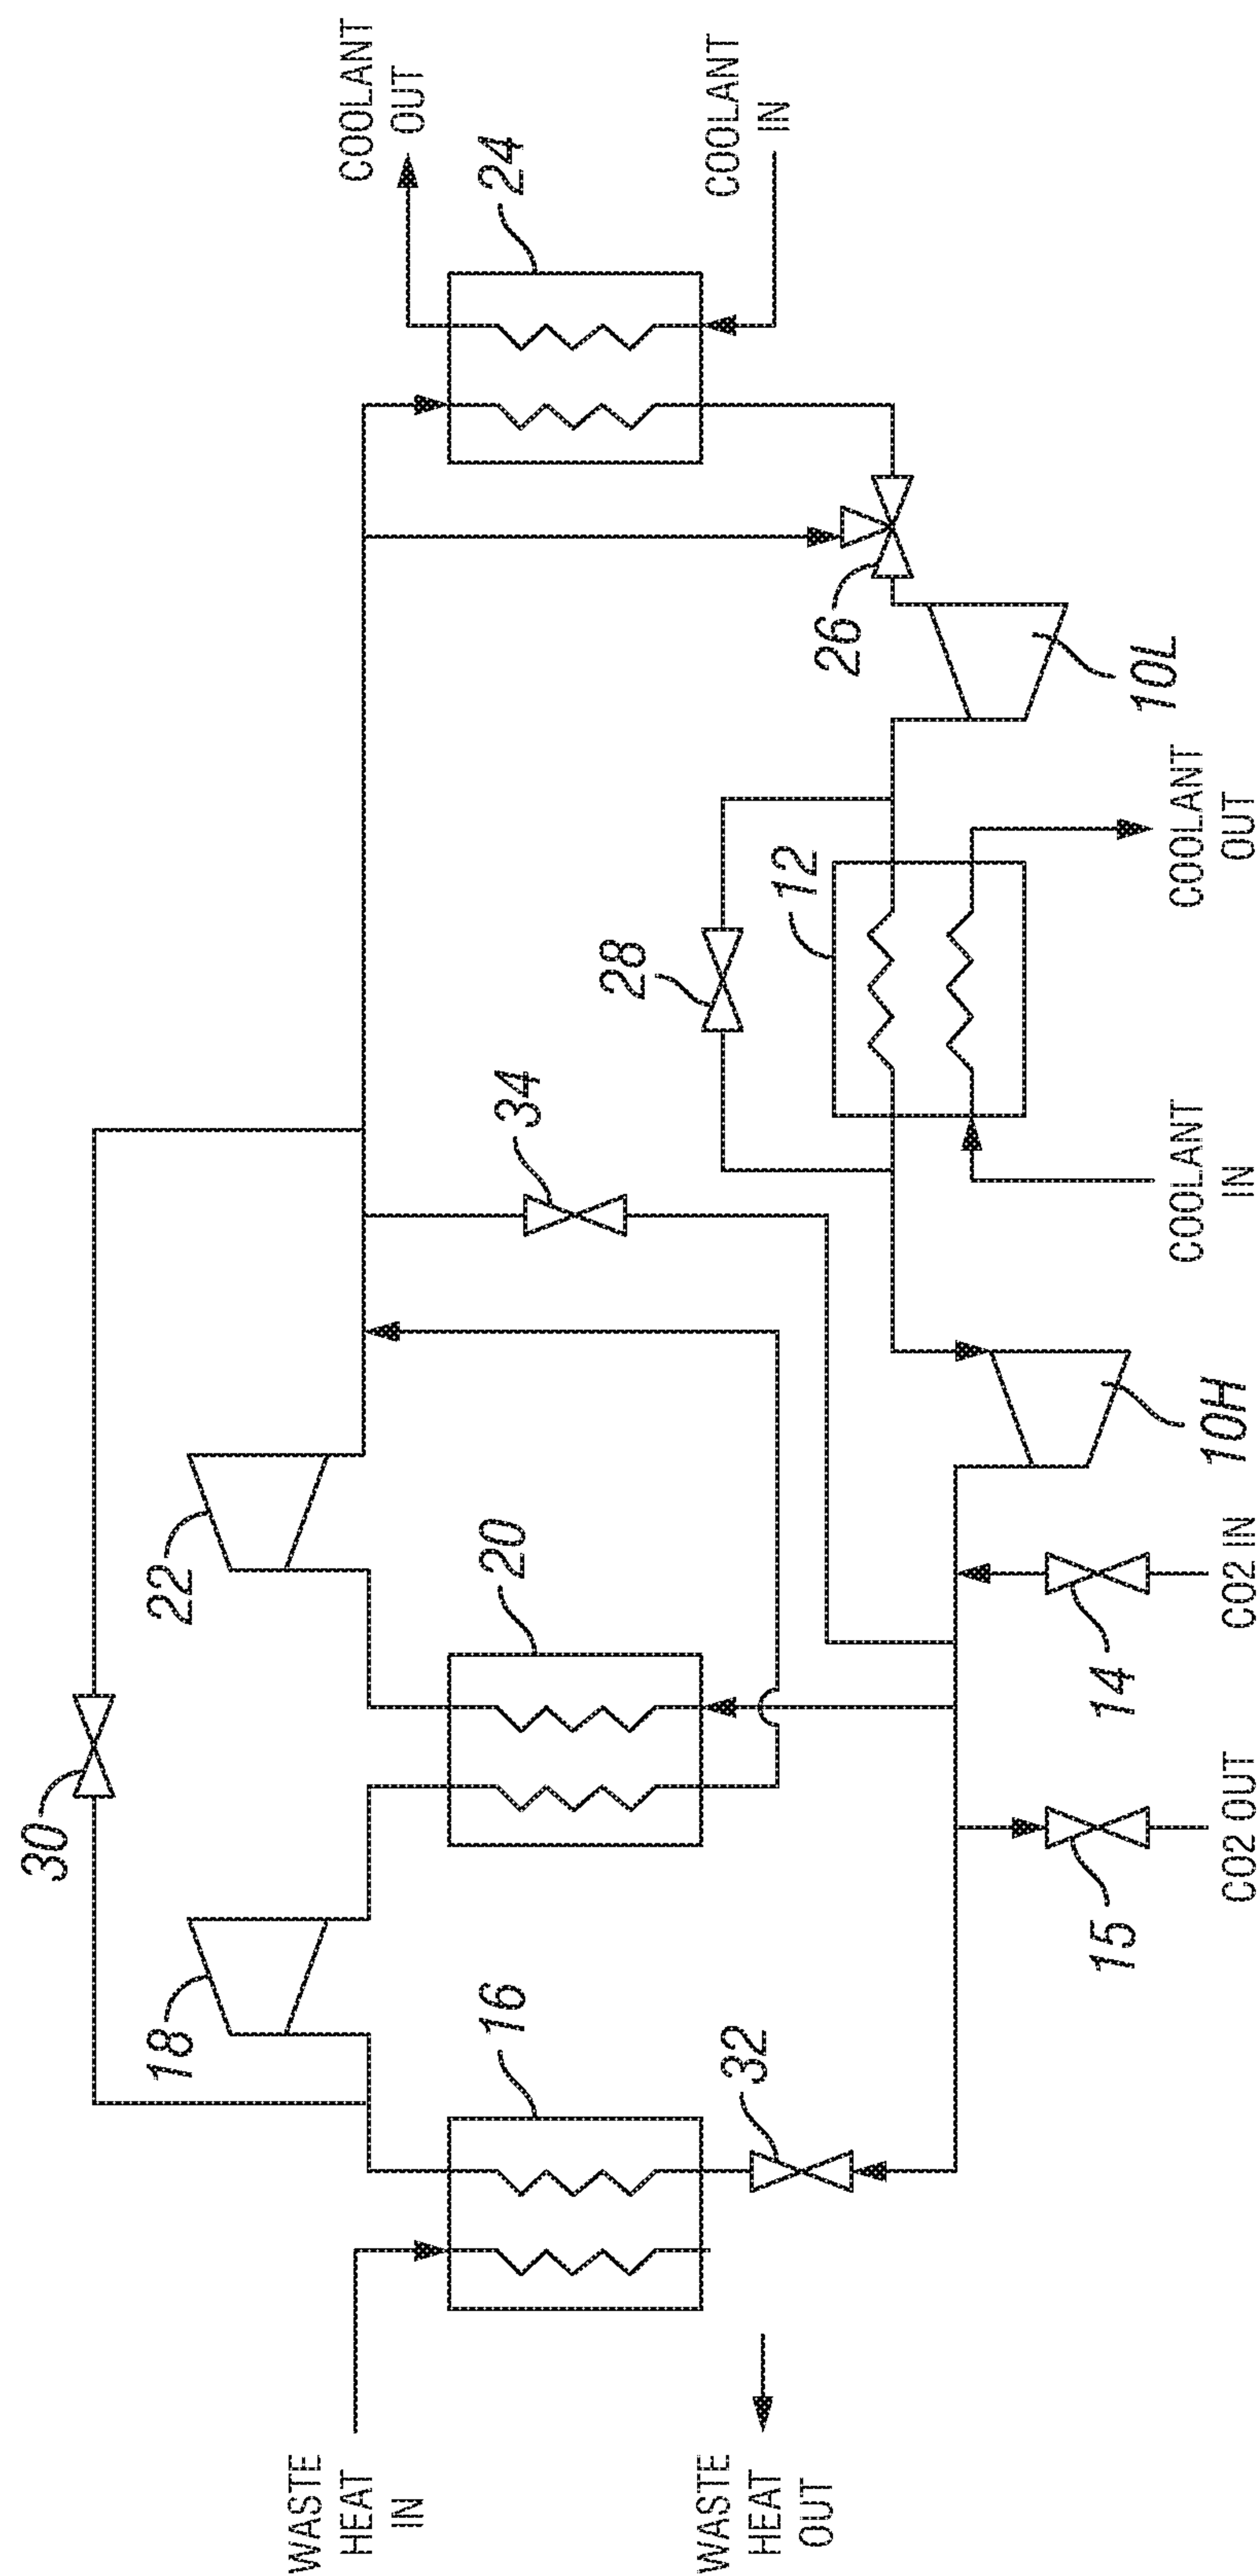 WASTE
HEAT
IN
WASTE
HEAT
OUT
30
18
22
16
20
32
34
28
12
24
26
COOLANT
OUT
COOLANT
IN
10L
10H
14
15
CO2 IN
CO2 OUT
COOLANT
IN
COOLANT
OUT